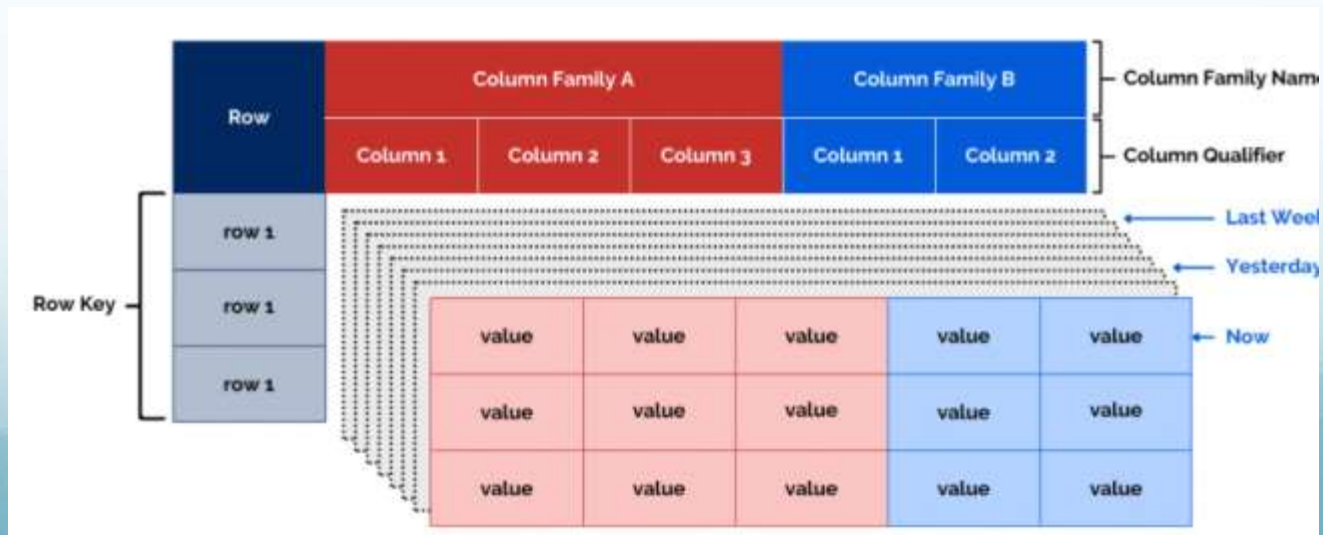 Column Family A
Column Family B
Column Family Name
Row
Column 1
Column 2
Column 3
Column 1
Column 2
Column Qualifier
row 1
Last Week
Yesterday
Row Key
row 1
value
value
value
value
value
Now
row 1
value
value
value
value
value
value
value
value
value
value